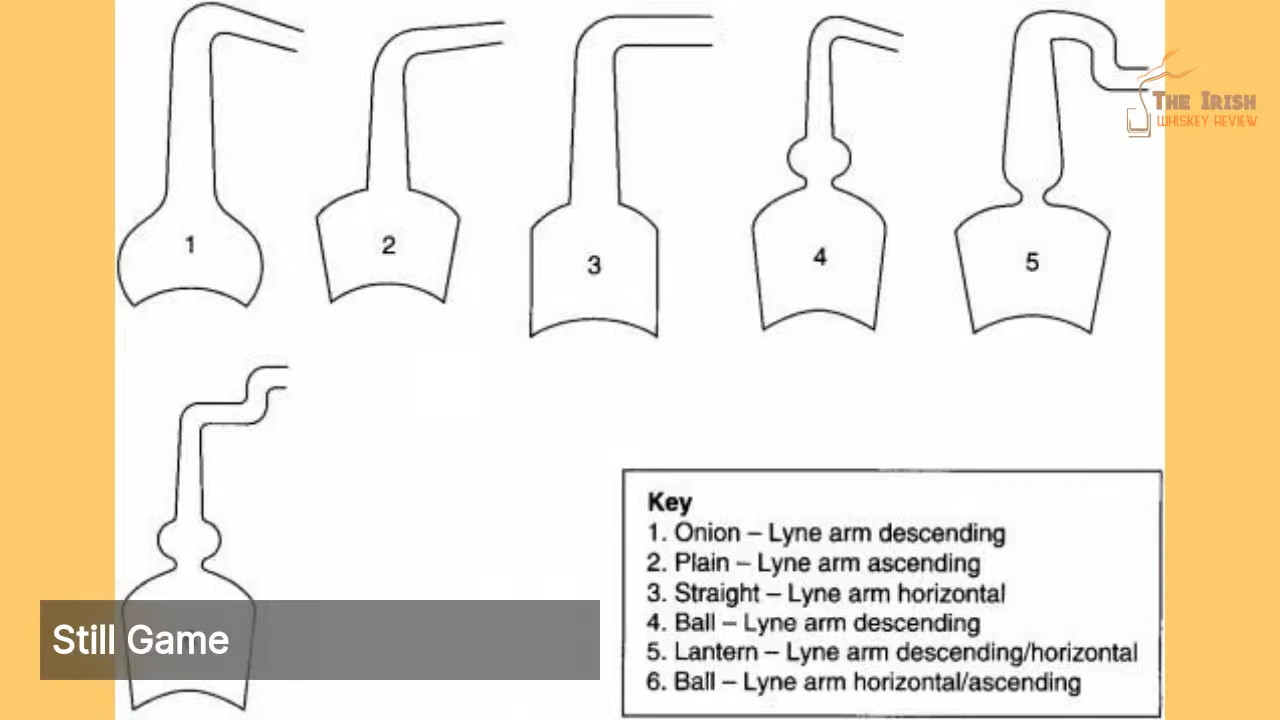 1
2
3
4
5
The Irish
Whiskey Review
Still Game
Key
1. Onion – Lyne arm descending
2. Plain – Lyne arm ascending
3. Straight – Lyne arm horizontal
4. Ball – Lyne arm descending
5. Lantern – Lyne arm descending/horizontal
6. Ball – Lyne arm horizontal/ascending